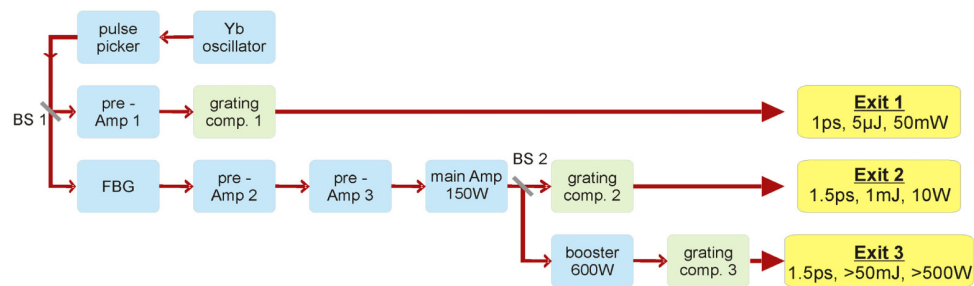 pulse
picker
Yb
oscillator
BS 1
pre -
Amp 1
grating
comp. 1
Exit 1
1ps, 5µJ, 50mW
FBG
pre -
Amp 2
pre -
Amp 3
main Amp
150W
BS 2
grating
comp. 2
Exit 2
1.5ps, 1mJ, 10W
booster
600W
grating
comp. 3
Exit 3
1.5ps, >50mJ, >500W